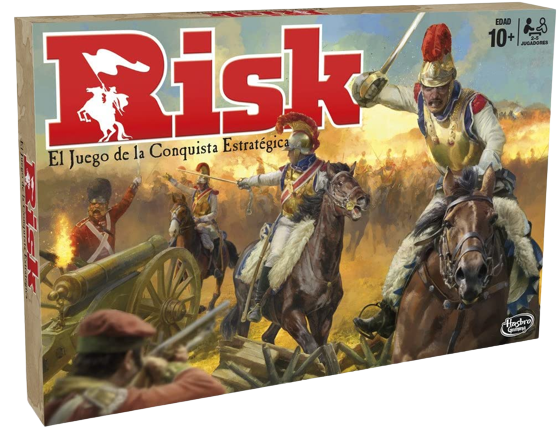 Risk
El Juego de la Conquista Estratégica
EDAD
10+
2-5
JUGADORES
Risk
Hasbro
Gaming